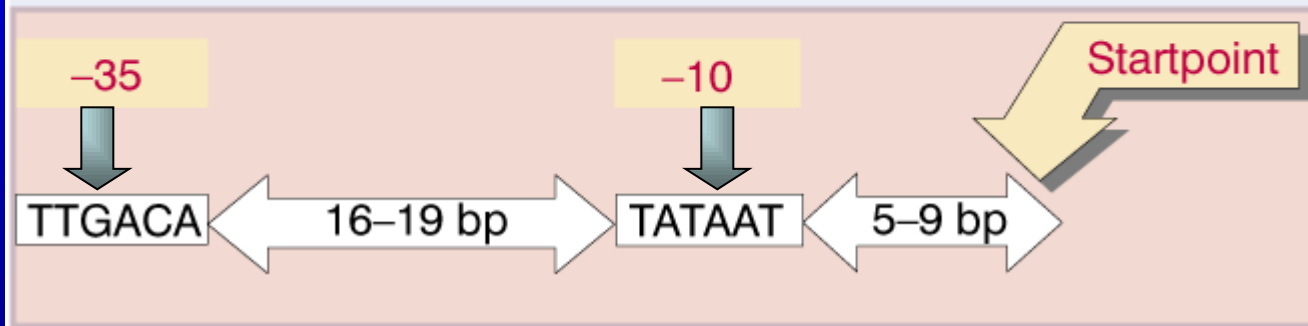 –35
–10
Startpoint
TTGACA
16–19 bp
TATAAT
5–9 bp